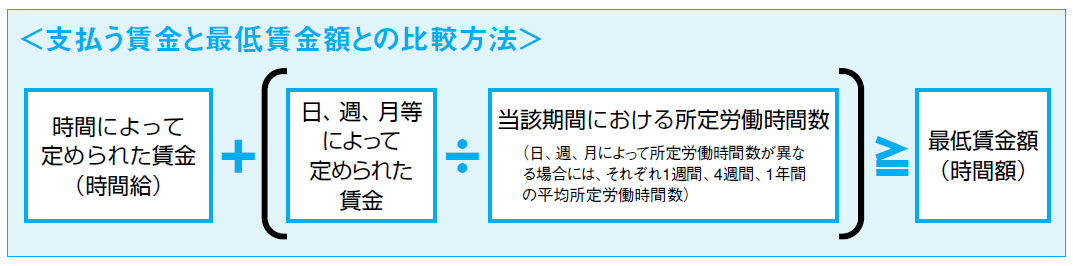 ＜支払う賃金と最低賃金額との比較方法＞
時間によって
定められた賃金
（時間給）
＋
日、週、月等
によって
定められた
賃金
÷
当該期間における所定労働時間数
（日、週、月によって所定労働時間数が異な
る場合には、それぞれ1週間、4週間、1年間
の平均所定労働時間数）
≧
最低賃金額
（時間額）